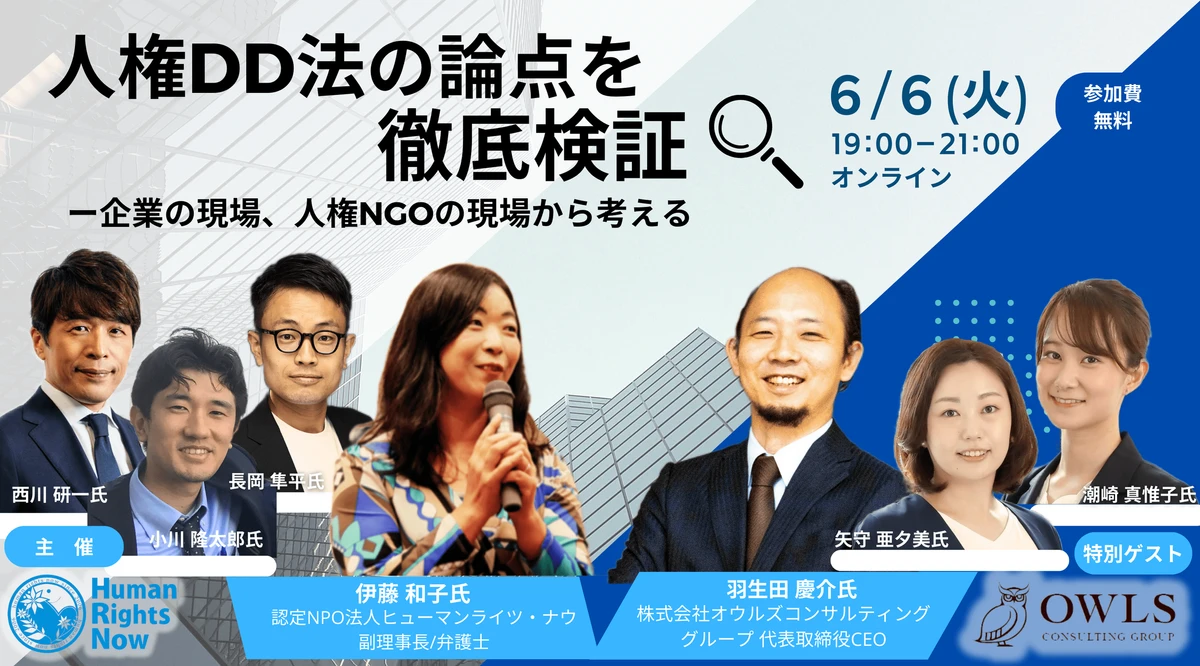 人権DD法の論点を
徹底検証
ー企業の現場、人権NGOの現場から考える
6/6(火)
19:00-21:00
オンライン
参加費
無料
西川 研一氏
小川 隆太郎氏
長岡 隼平氏
矢守 亜夕美氏
潮崎 真惟子氏
主 催
Human
Rights
Now
伊藤 和子氏
認定NPO法人ヒューマンライツ・ナウ
副理事長/弁護士
羽生田 慶介氏
株式会社オウルズコンサルティング
グループ 代表取締役CEO
特別ゲスト
OWLS
CONSULTING GROUP